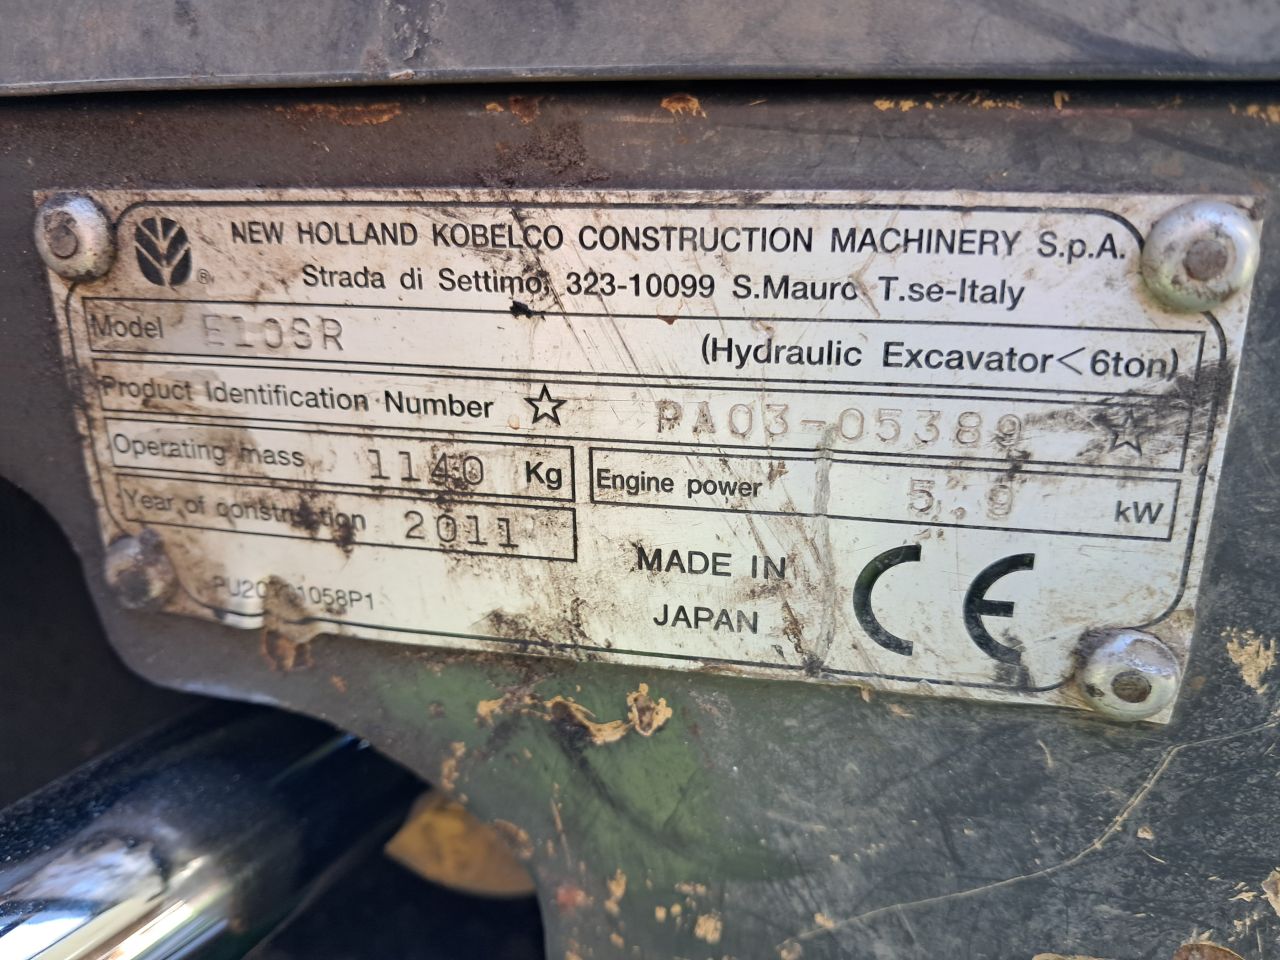 NEW HOLLAND KOBELCO CONSTRUCTION MACHINERY S.p.A.
Strada di Settimo, 323-10099 S.Mauro T.se-Italy
Model E10SR (Hydraulic Excavator<6ton)
Product Identification Number ☆ PA03-05389 ☆
Operating mass 1140 Kg Engine power 5.9 kW
Year of construction 2011
MADE IN
JAPAN
CE